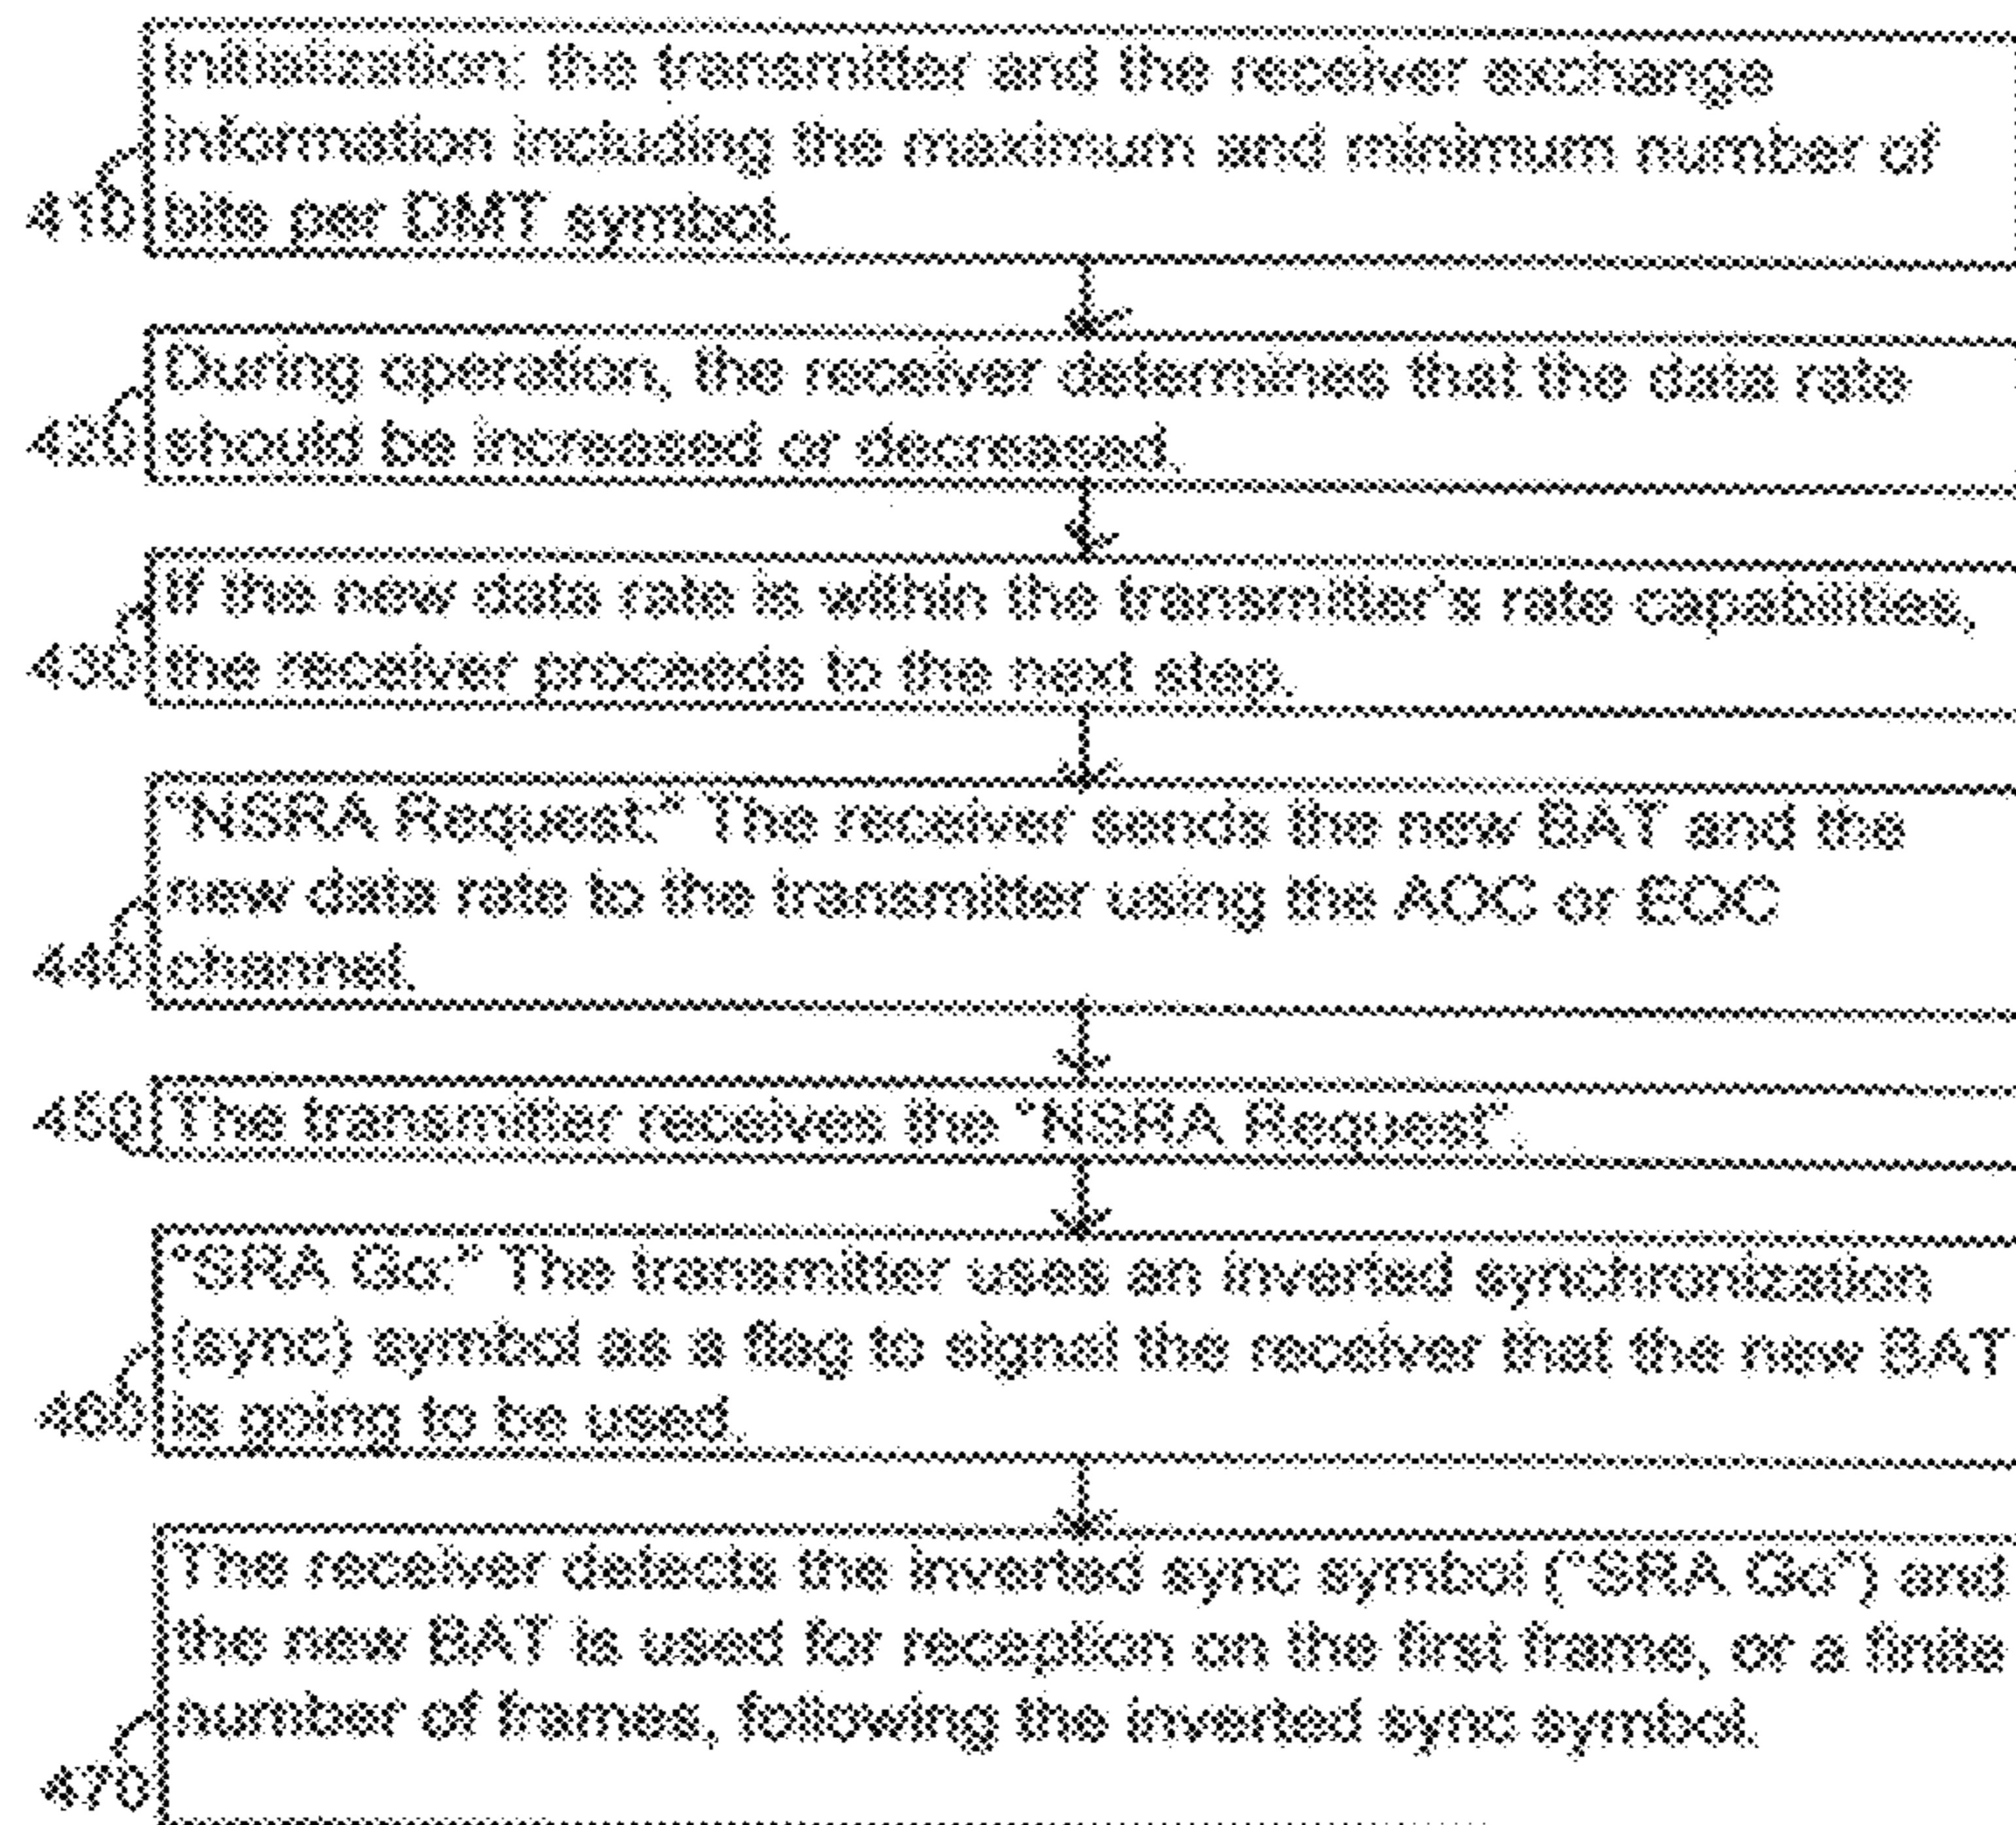 Initialization: the transmitter and the receiver exchange
information including the maximum and minimum number of
410 bits per DMT symbol.
During operation, the receiver determines that the data rate
420 should be increased or decreased.
If the new data rate is within the transmitter's rate capabilities,
430 the receiver proceeds to the next step.
"NSRA Request:" The receiver sends the new BAT and the
new data rate to the transmitter using the AOC or EOC
440 channel.
450 The transmitter receives the "NSRA Request".
"SRA Go:" The transmitter uses an inverted synchronization
(sync) symbol as a flag to signal the receiver that the new BAT
460 is going to be used.
The receiver detects the inverted sync symbol ("SRA Go") and
the new BAT is used for reception on the first frame, or a finite
number of frames, following the inverted sync symbol.
470